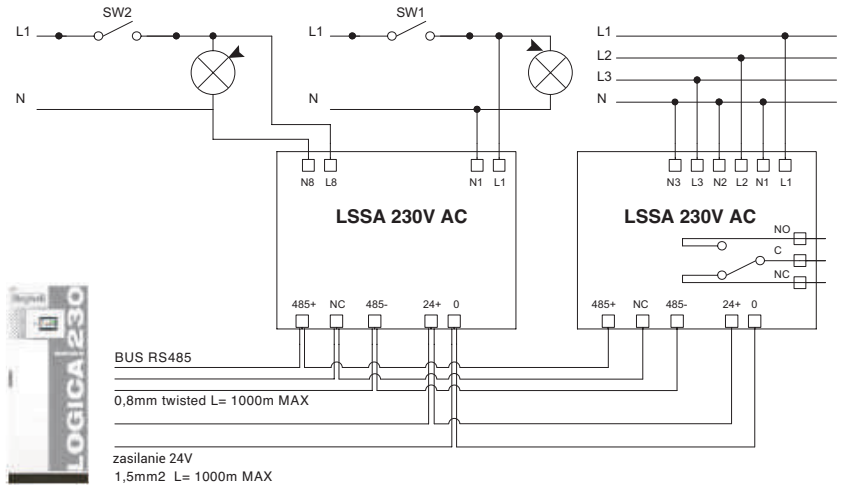 SW2
SW1
L1
L1
L1
L2
L3
N
N
N
N8 L8
N1 L1
N3 L3 N2 L2 N1 L1
LSSA 230V AC
LSSA 230V AC
NO
C
NC
485+ NC 485- 24+ 0
485+ NC 485- 24+ 0
BUS RS485
0,8mm twisted L= 1000m MAX
zasilanie 24V
1,5mm2 L= 1000m MAX
LOGICA 230